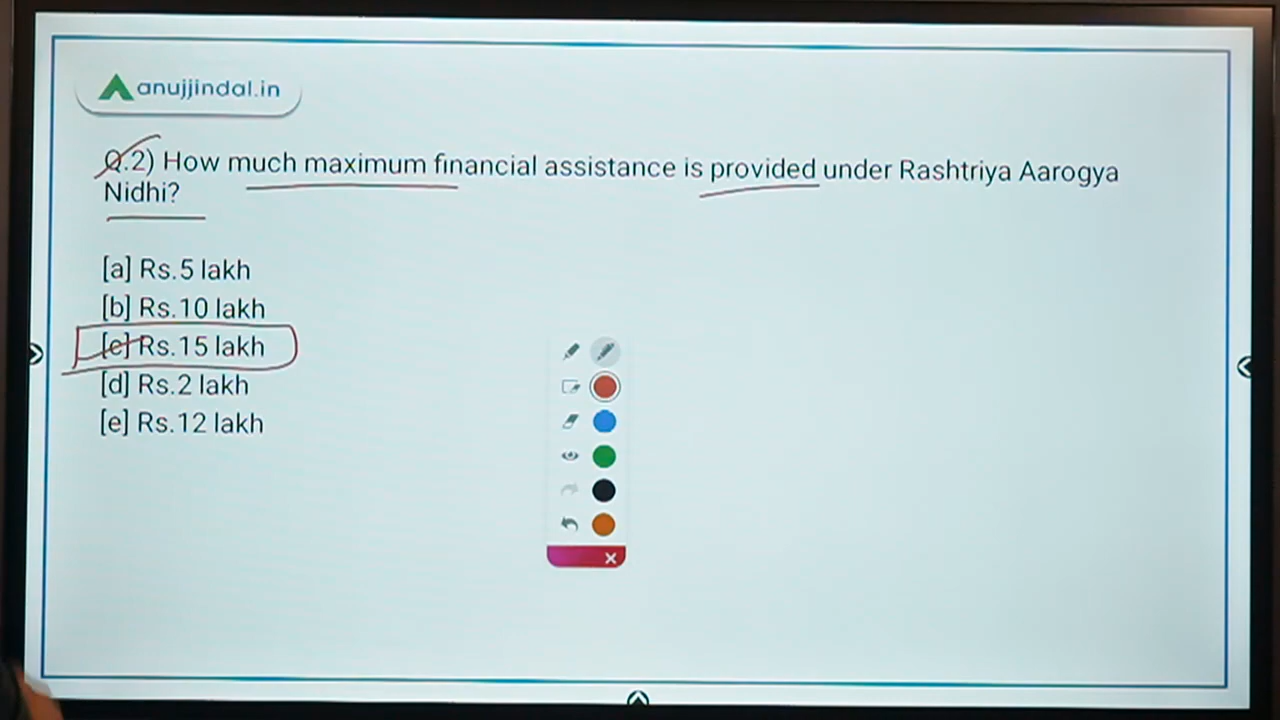 anujjindal.in
Q.2) How much maximum financial assistance is provided under Rashtriya Aarogya
Nidhi?
[a] Rs.5 lakh
[b] Rs.10 lakh
[c] Rs.15 lakh
[d] Rs.2 lakh
[e] Rs.12 lakh